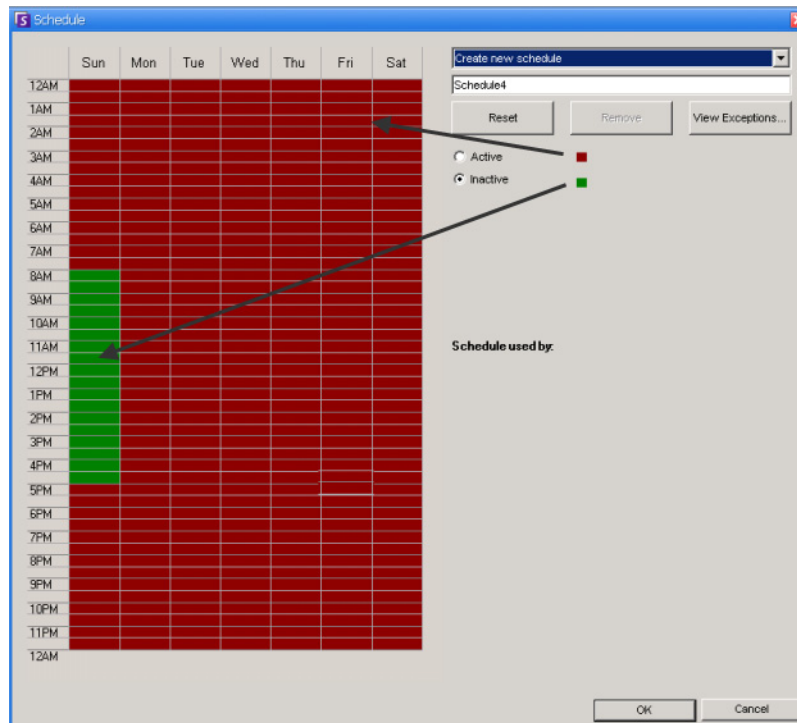 Schedule
Sun Mon Tue Wed Thu Fri Sat
12AM
1AM
2AM
3AM
4AM
5AM
6AM
7AM
8AM
9AM
10AM
11AM
12PM
1PM
2PM
3PM
4PM
5PM
6PM
7PM
8PM
9PM
10PM
11PM
12AM
Create new schedule
Schedule4
Reset Remove View Exceptions...
Active
Inactive
Schedule used by:
OK Cancel